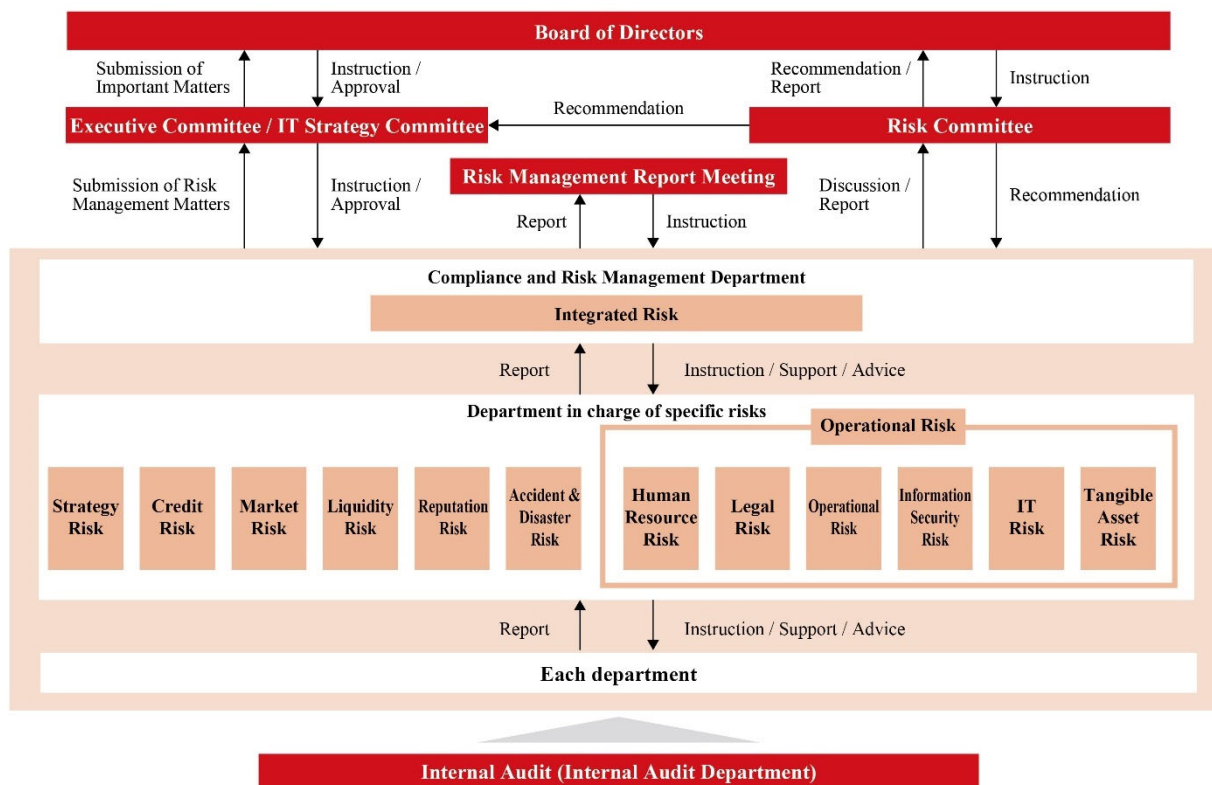 Board of Directors
Submission of
Important Matters
Instruction /
Approval
Recommendation /
Report
Instruction
Recommendation
Executive Committee / IT Strategy Committee
Risk Committee
Risk Management Report Meeting
Submission of Risk
Management Matters
Instruction /
Approval
Report
Instruction
Discussion /
Report
Recommendation
Compliance and Risk Management Department
Integrated Risk
Report
Instruction / Support / Advice
Department in charge of specific risks
Operational Risk
Strategy
Risk
Credit
Risk
Market
Risk
Liquidity
Risk
Reputation
Risk
Accident &
Disaster
Risk
Human
Resource
Risk
Legal
Risk
Operational
Risk
Information
Security
Risk
IT
Risk
Tangible
Asset
Risk
Report
Instruction / Support / Advice
Each department
Internal Audit (Internal Audit Department)